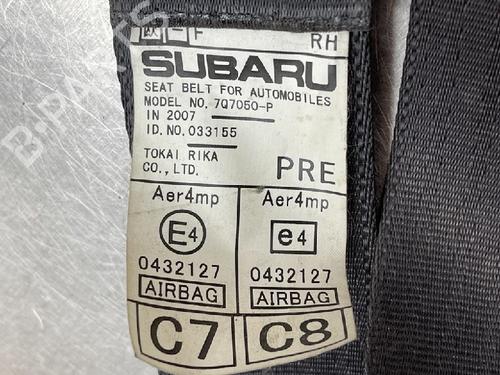 欧 - F RH
SUBARU
SEAT BELT FOR AUTOMOBILES
MODEL NO. 7Q7050-P
IN 2007
ID.NO.033155
TOKAI RIKA
CO., LTD.
PRE
Aer4mp Aer4mp
E4 e4
0432127 0432127
AIRBAG AIRBAG
C7 C8